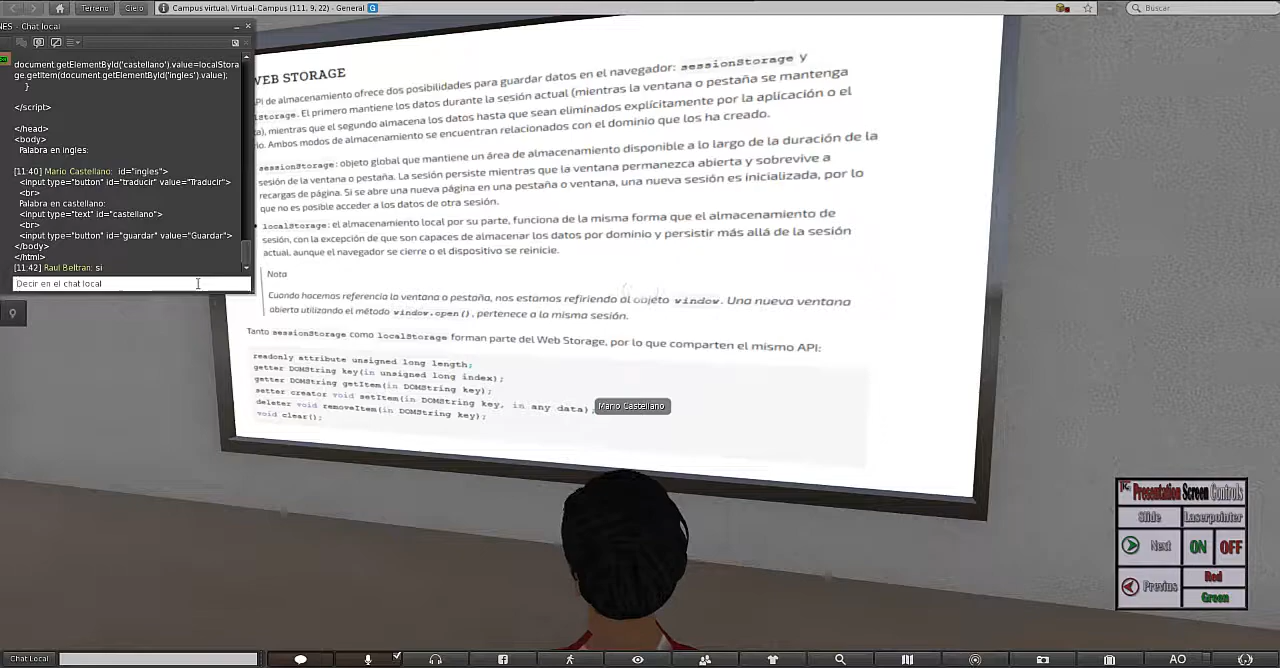 Terreno
Cielo
Campus virtual, Virtual-Campus (111, 9, 22) - General
G
Buscar
NES - Chat local
document.getElementById('castellano').value=localStora
ge.getItem(document.getElementById('ingles').value);
}
</script>
</head>
<body>
Palabra en ingles:
[11:40] Mario Castellano: id="ingles">
<input type="button" id="traducir" value="Traducir">
<br>
Palabra en castellano:
<input type="text" id="castellano">
<br>
<input type="button" id="guardar" value="Guardar">
</body>
</html>
[11:42] Raul Beltran: si
Decir en el chat local
WEB STORAGE
API de almacenamiento ofrece dos posibilidades para guardar datos en el navegador: sessionStorage y
lStorage. El primero mantiene los datos durante la sesión actual (mientras la ventana o pestaña se mantenga
ta), mientras que el segundo almacena los datos hasta que sean eliminados explícitamente por la aplicación o el
rio. Ambos modos de almacenamiento se encuentran relacionados con el dominio que los ha creado.
sessionStorage: objeto global que mantiene un área de almacenamiento disponible a lo largo de la duración de la
sesión de la ventana o pestaña. La sesión persiste mientras que la ventana permanezca abierta y sobrevive a
recargas de página. Si se abre una nueva página en una pestaña o ventana, una nueva sesión es inicializada, por lo
que no es posible acceder a los datos de otra sesión.
• localStorage: el almacenamiento local por su parte, funciona de la misma forma que el almacenamiento de
sesión, con la excepción de que son capaces de almacenar los datos por dominio y persistir más allá de la sesión
actual, aunque el navegador se cierre o el dispositivo se reinicie.
Nota
Cuando hacemos referencia la ventana o pestaña, nos estamos refiriendo al objeto window. Una nueva ventana
abierta utilizando el método window.open(), pertenece a la misma sesión.
Tanto sessionStorage como localStorage forman parte del Web Storage, por lo que comparten el mismo API:
readonly attribute unsigned long length;
getter DOMString key(in unsigned long index);
getter DOMString getItem(in DOMString key);
setter creator void setItem(in DOMString key, in any data);
deleter void removeItem(in DOMString key);
void clear();
Mario Castellano
Presentation Screen Controls
Slide
Laserpointer
Next
ON
OFF
Previus
Red
Green
Chat Local
AO